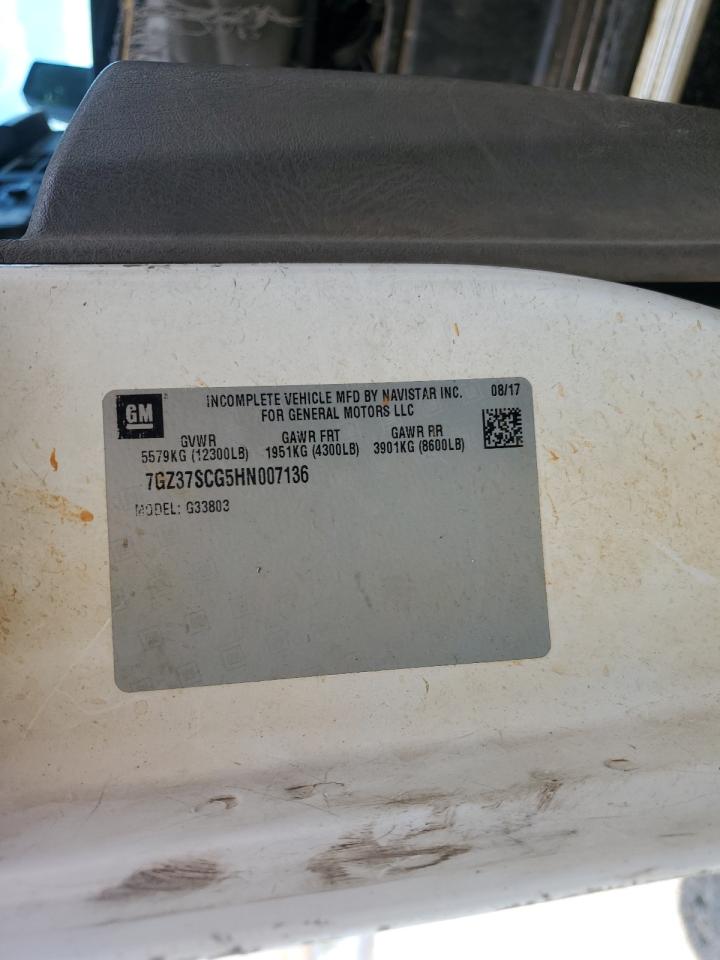 GM
INCOMPLETE VEHICLE MFD BY NAVISTAR INC. 08/17
FOR GENERAL MOTORS LLC
GVWR GAWR FRT GAWR RR
5579KG (12300LB) 1951KG (4300LB) 3901KG (8600LB)
7GZ37SCG5HN007136
MODEL: G33803